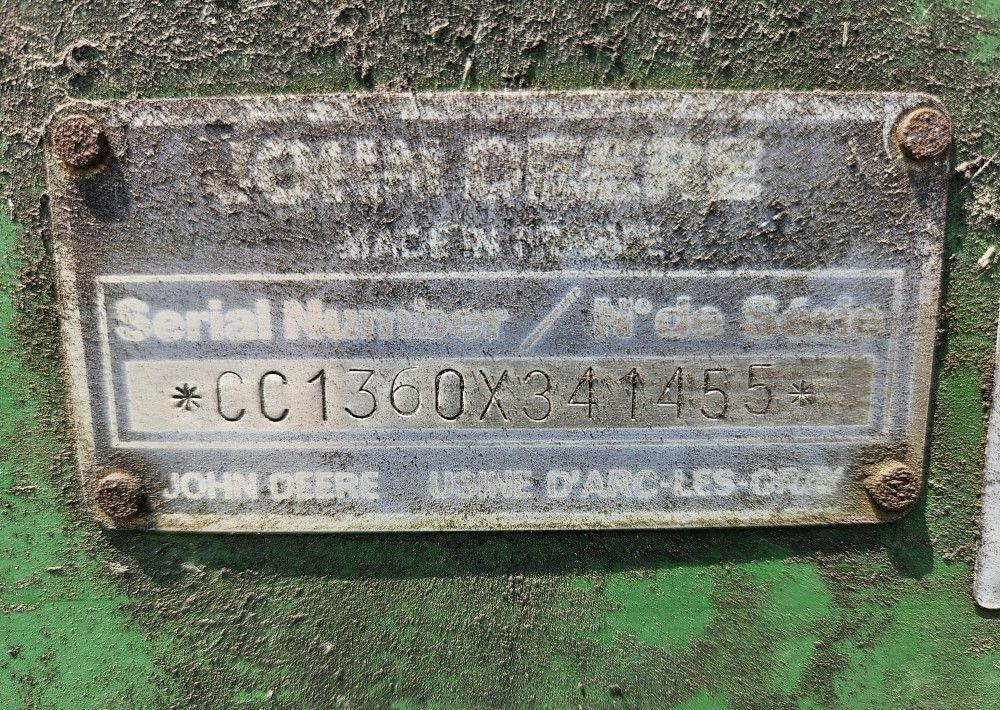 JOHN DEERE
MADE IN FRANCE
Serial Number / N° de Série
*CC1360X341455*
JOHN DEERE USINE D'ARC-LES-GRAY